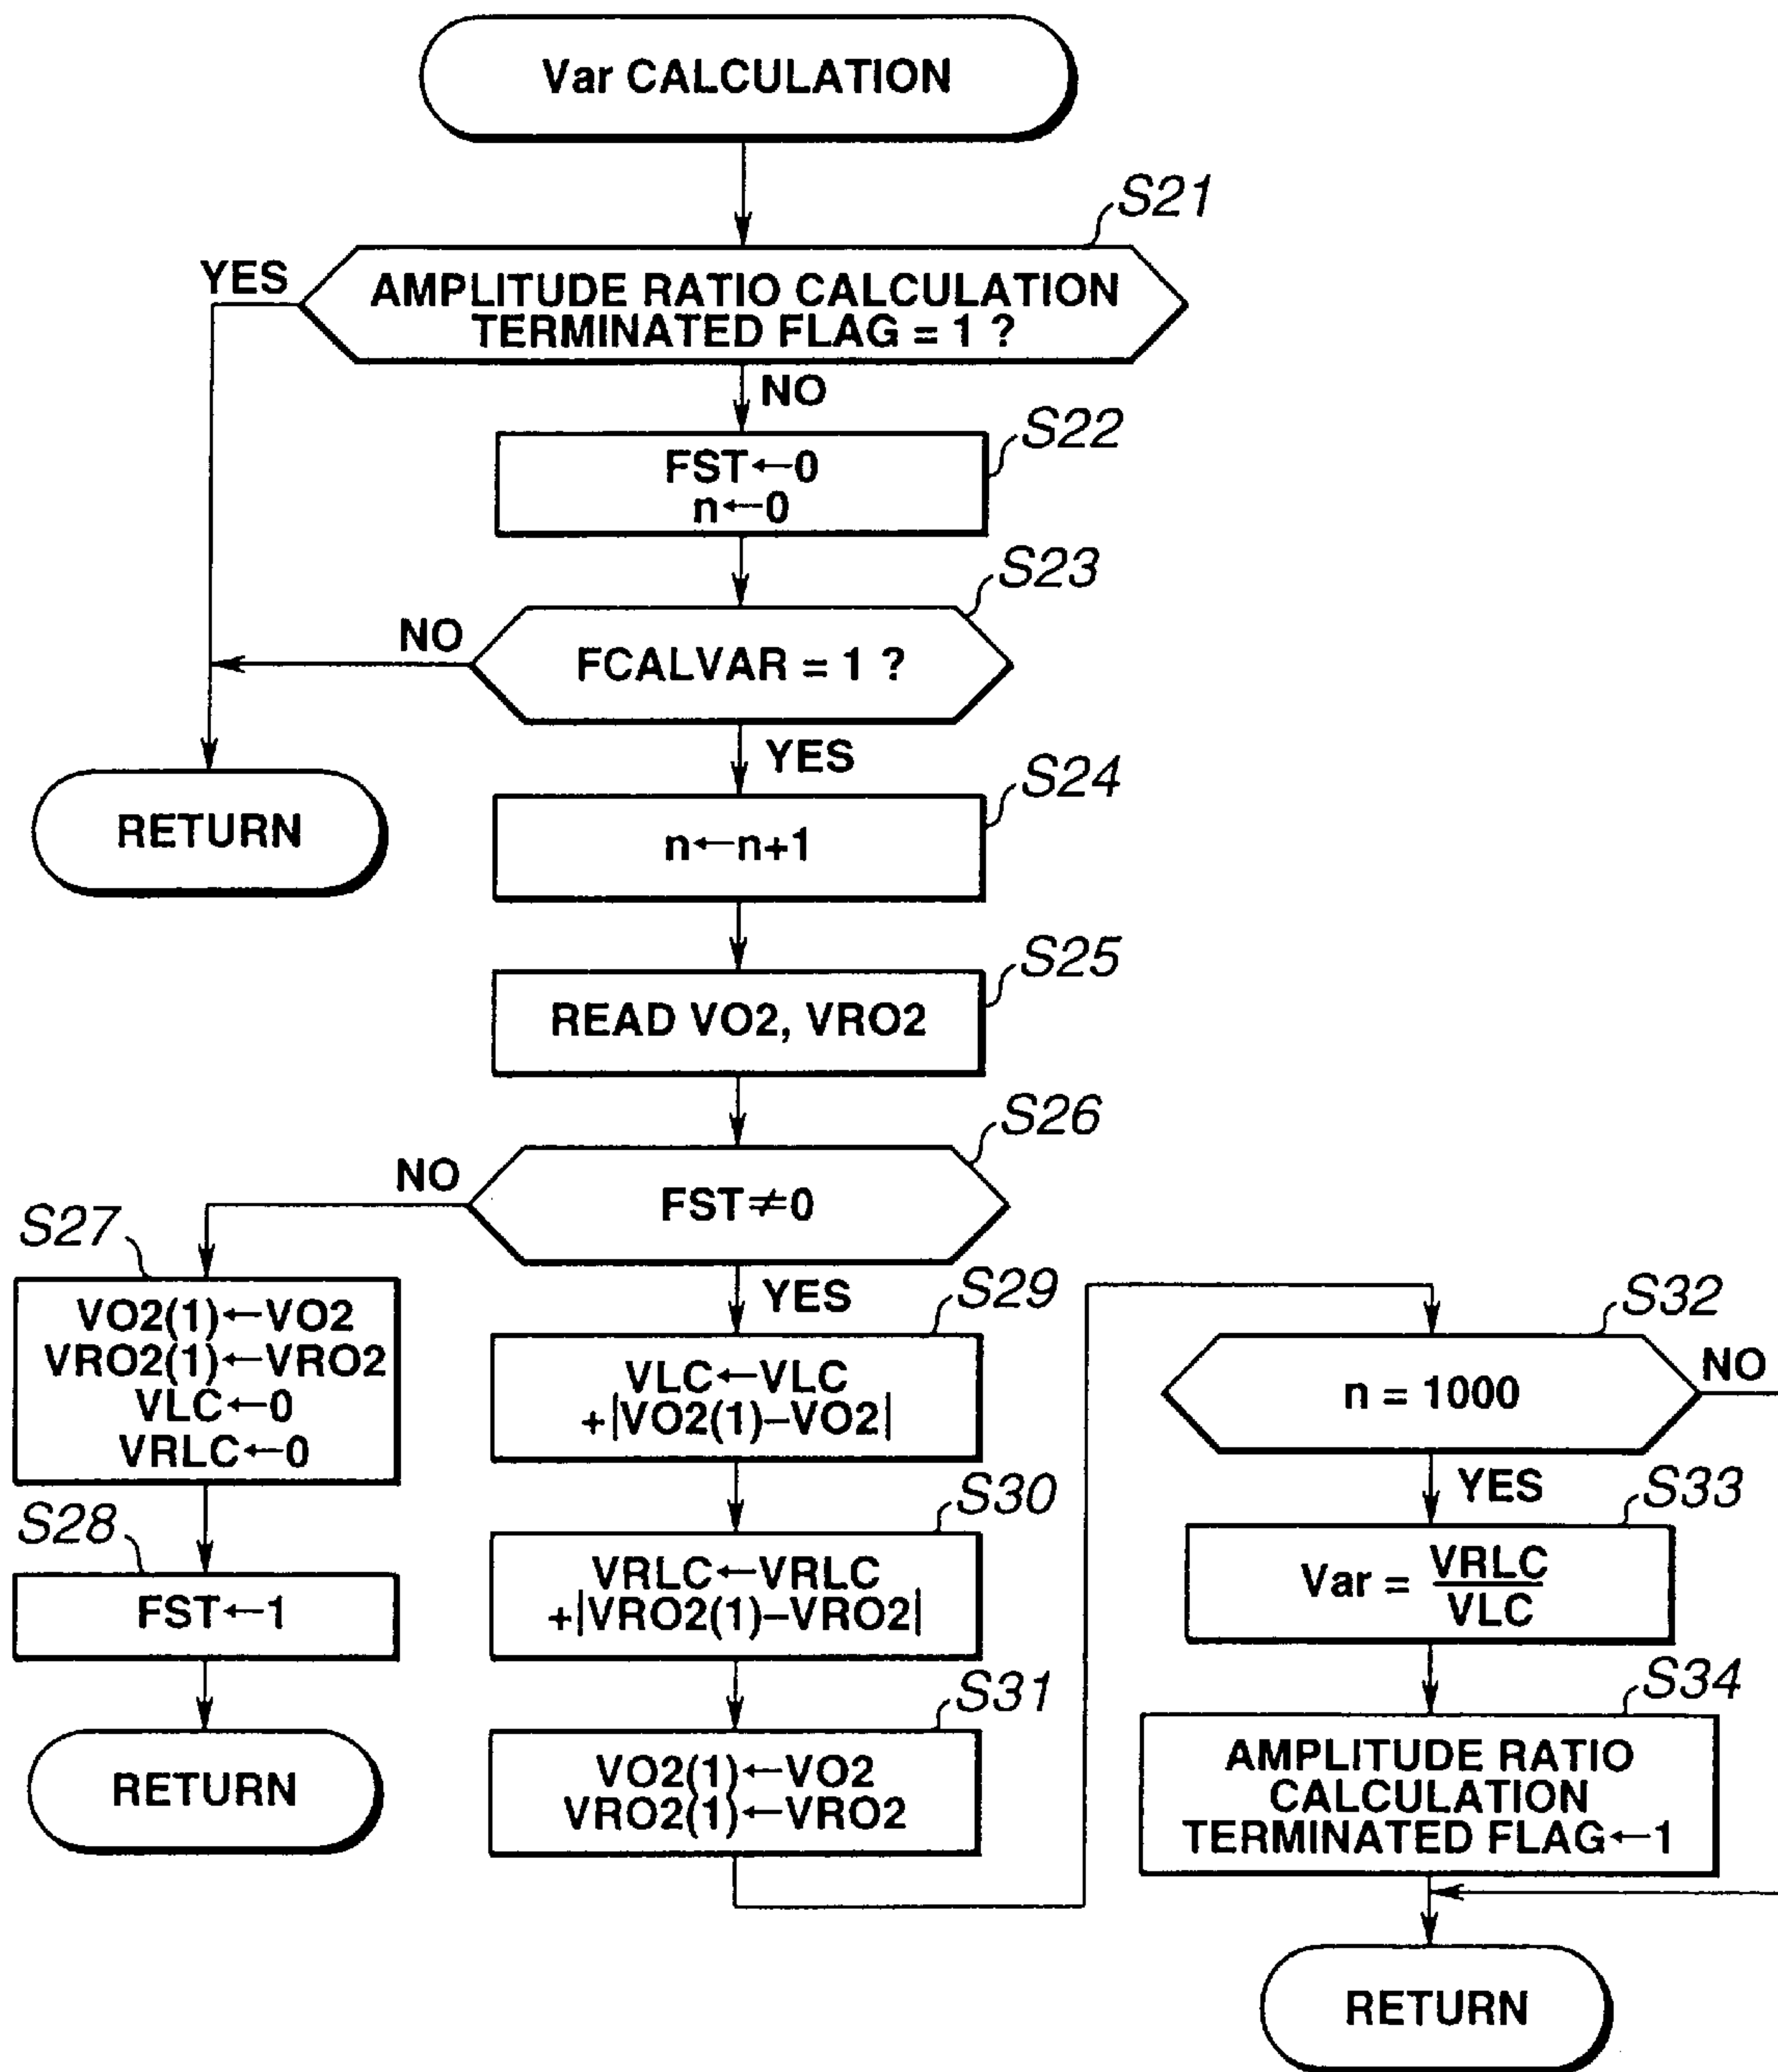 Var CALCULATION
S21
YES
AMPLITUDE RATIO CALCULATION
TERMINATED FLAG = 1 ?
NO
S22
FST←0
n←0
S23
NO
FCALVAR = 1 ?
YES
S24
RETURN
n←n+1
S25
READ VO2, VRO2
S26
NO
FST≠0
S27
YES
VO2(1)←VO2
VRO2(1)←VRO2
VLC←0
VRLC←0
S28
FST←1
RETURN
S29
VLC←VLC
+|VO2(1)–VO2|
S30
VRLC←VRLC
+|VRO2(1)–VRO2|
S31
VO2(1)←VO2
VRO2(1)←VRO2
S32
NO
n = 1000
YES
S33
Var = VRLC
VLC
S34
AMPLITUDE RATIO
CALCULATION
TERMINATED FLAG←1
RETURN